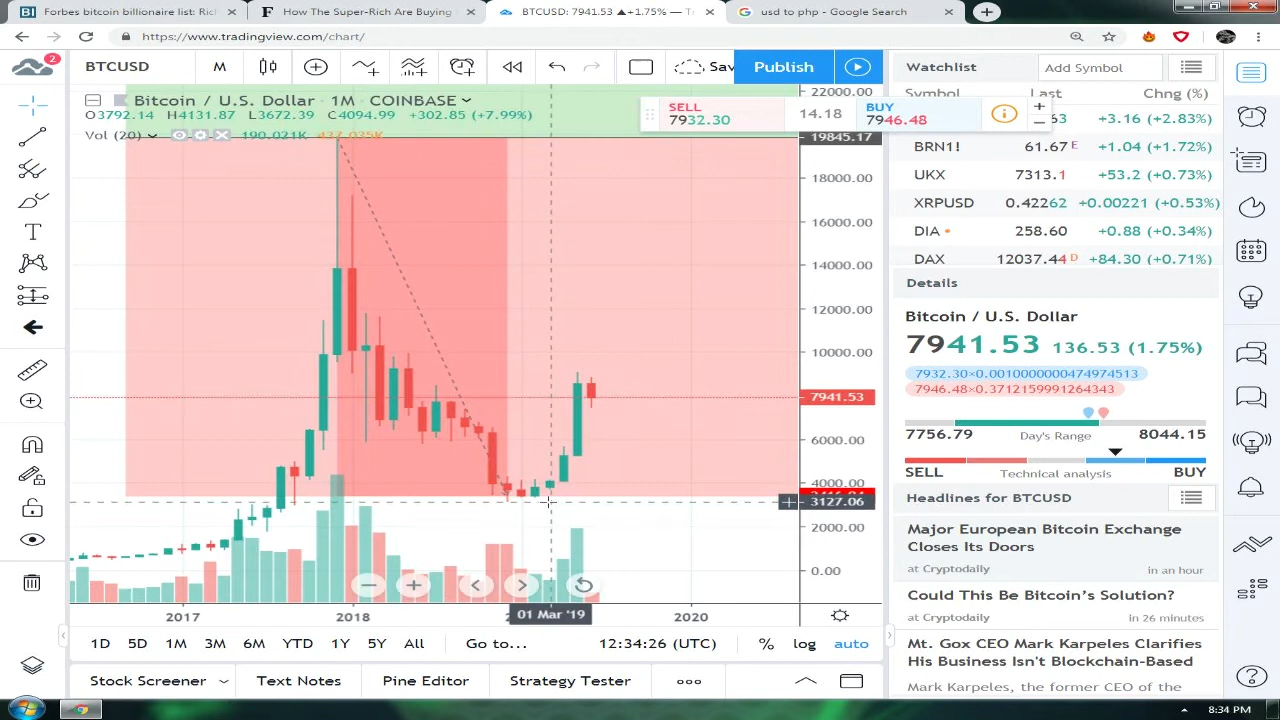 Forbes bitcoin billionaire list: Ric
How The Super-Rich Are Buying
BTCUSD: 7941.53 ▲+1.75% — T
usd to php - Google Search
https://www.tradingview.com/chart/
2
BTCUSD
M
Sav
Publish
Watchlist
Add Symbol
Bitcoin / U.S. Dollar · 1M · COINBASE
O3792.14 H4131.87 L3672.39 C4094.99 +302.85 (+7.99%)
Vol (20) 190.021K 437.035K
SELL
7932.30
14.18
BUY
7946.48
22000.00
19845.17
18000.00
16000.00
14000.00
12000.00
10000.00
7941.53
6000.00
4000.00
3127.06
2000.00
0.00
2017
2018
01 Mar '19
2020
Symbol Last Chng (%)
63 +3.16 (+2.83%)
BRN1! 61.67 E +1.04 (+1.72%)
UKX 7313.1 +53.2 (+0.73%)
XRPUSD 0.42262 +0.00221 (+0.53%)
DIA 258.60 +0.88 (+0.34%)
DAX 12037.44 D +84.30 (+0.71%)
Details
Bitcoin / U.S. Dollar
7941.53 136.53 (1.75%)
7932.30×0.0010000000474974513
7946.48×0.3712159991264343
7756.79 Day's Range 8044.15
SELL Technical analysis BUY
Headlines for BTCUSD
Major European Bitcoin Exchange
Closes Its Doors
at Cryptodaily in an hour
Could This Be Bitcoin's Solution?
at Cryptodaily in 26 minutes
Mt. Gox CEO Mark Karpeles Clarifies
His Business Isn't Blockchain-Based
Mark Karpeles, the former CEO of the
1D 5D 1M 3M 6M YTD 1Y 5Y All Go to... 12:34:26 (UTC) % log auto
Stock Screener Text Notes Pine Editor Strategy Tester
8:34 PM